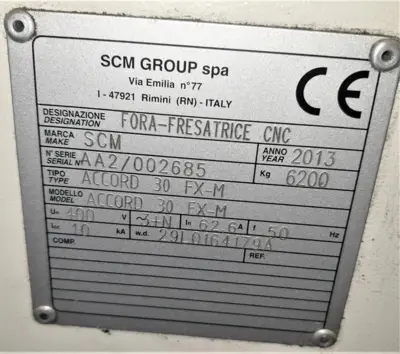 SCM GROUP spa
Via Emilia n°77
I - 47921 Rimini (RN) - ITALY
CE
DESIGNAZIONE DESIGNATION FORA-FRESATRICE CNC
MARCA MAKE SCM ANNO YEAR 2013
N° SERIE SERIAL N° AA2/002685 Kg 6200
TIPO TYPE ACCORD 30 FX-M
MODELLO MODEL ACCORD 30 FX-M
Un 400 V ~3+N In 62.6A f 50 Hz
Icc 10 kA w.d. 29L0164179A
COMP. REF.